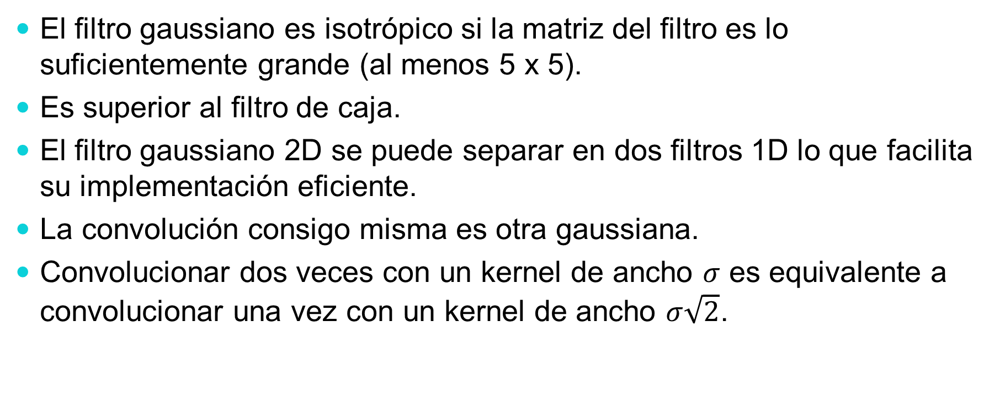 • El filtro gaussiano es isotrópico si la matriz del filtro es lo
suficientemente grande (al menos 5 x 5).
• Es superior al filtro de caja.
• El filtro gaussiano 2D se puede separar en dos filtros 1D lo que facilita
su implementación eficiente.
• La convolución consigo misma es otra gaussiana.
• Convolucionar dos veces con un kernel de ancho σ es equivalente a
convolucionar una vez con un kernel de ancho σ√2.